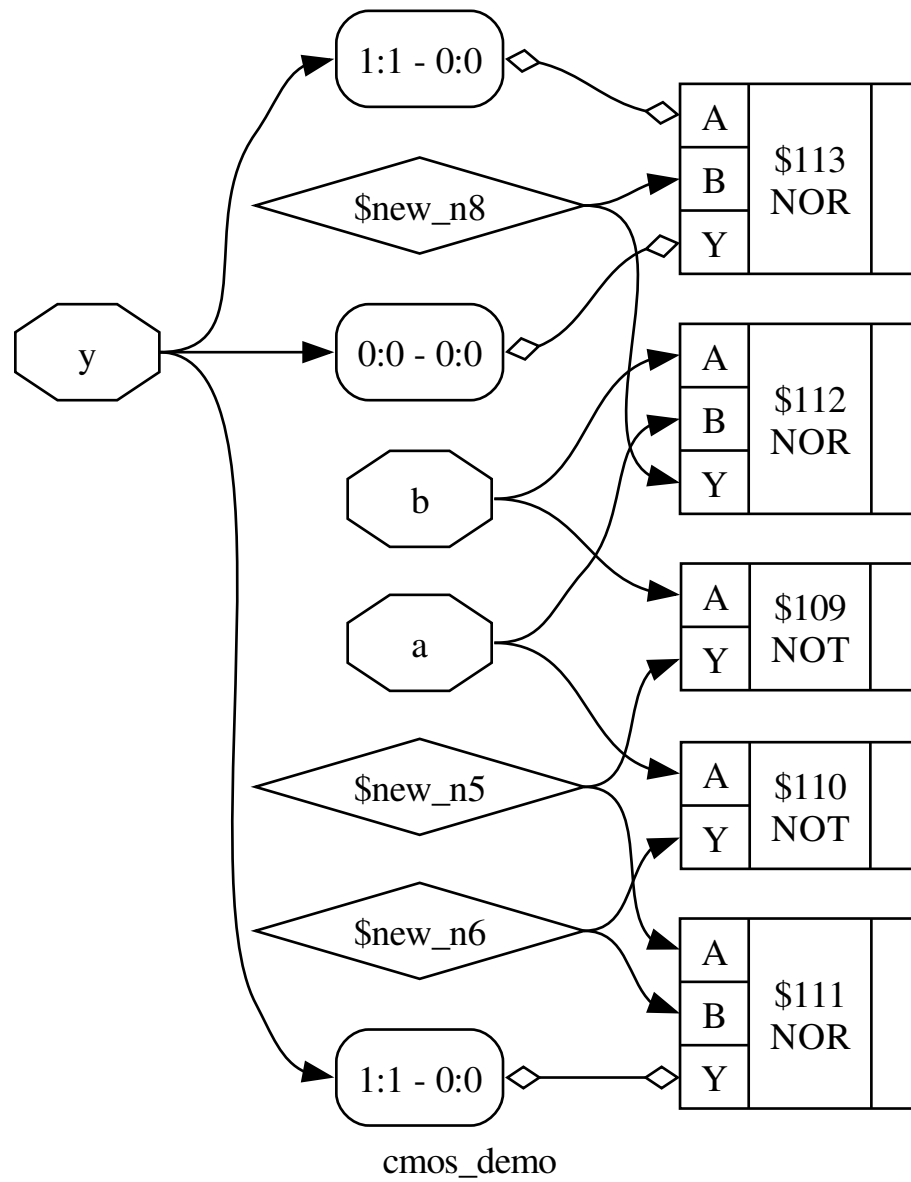 1:1 - 0:0
A
$113
NOR
B
Y
$new_n8
y
0:0 - 0:0
A
$112
NOR
B
Y
b
A
$109
NOT
Y
a
$new_n5
A
$110
NOT
Y
$new_n6
A
$111
NOR
B
Y
1:1 - 0:0
cmos_demo